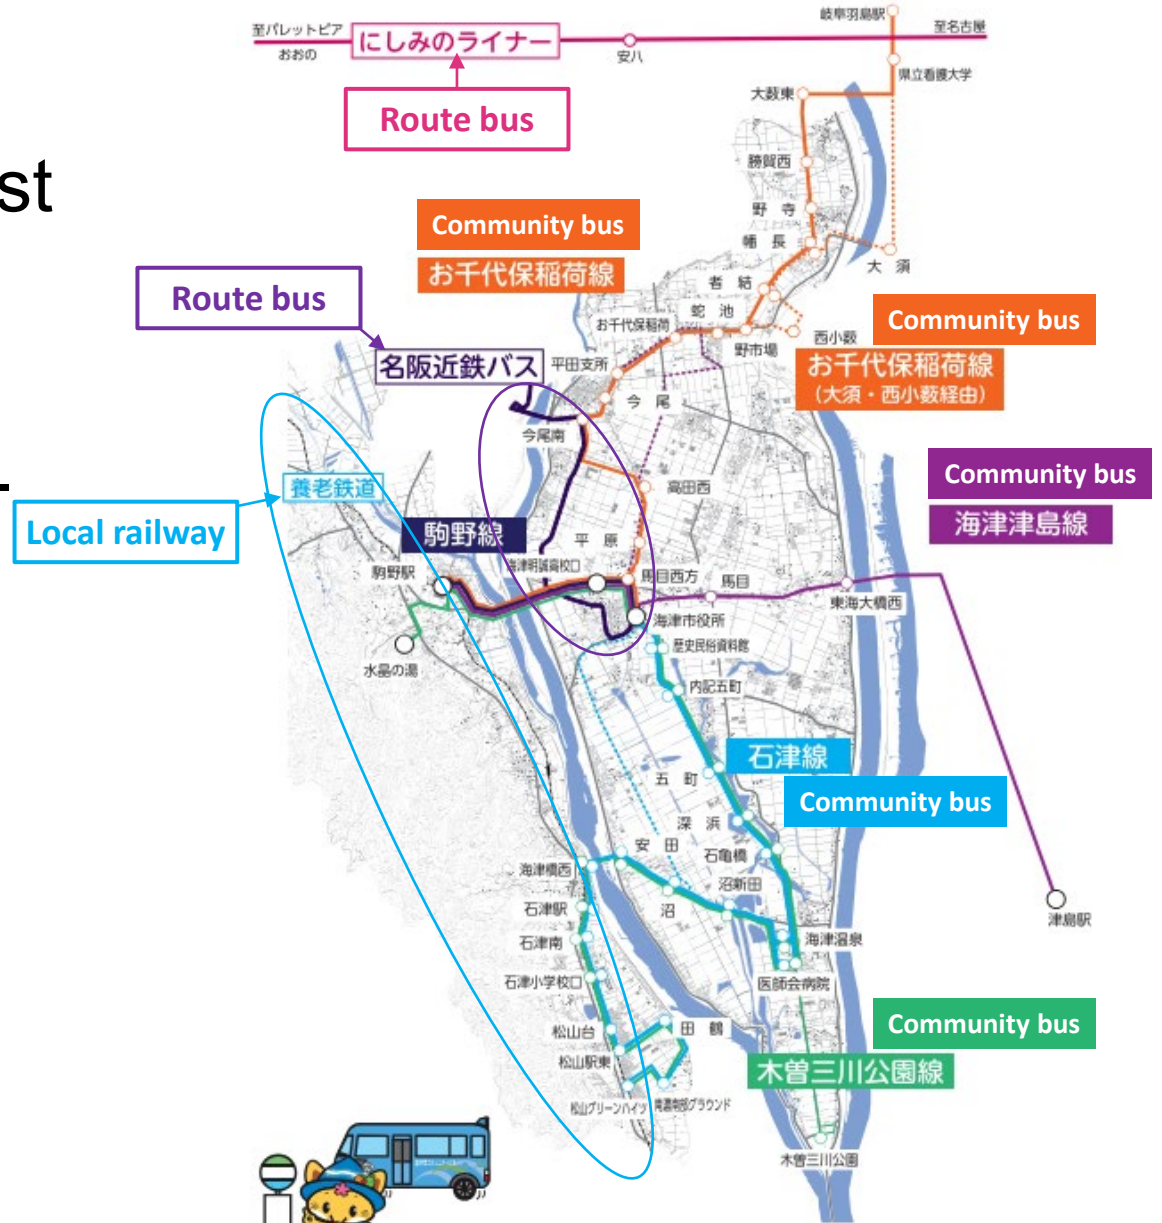 岐阜羽島駅
至パレットピア
おおの
にしみのライナー
安八
至名古屋
県立看護大学
Route bus
大薮東
st
勝賀西
野寺
Community bus
お千代保稲荷線
幡長
大須
Route bus
者結
蛇池
お千代保稲荷
Community bus
野市場
西小薮
名阪近鉄バス
平田支所
お千代保稲荷線
(大須・西小薮経由)
今尾
今尾南
Community bus
養老鉄道
高田西
海津津島線
Local railway
駒野線
平原
海津明誠高校口
駒野駅
馬目西方
馬目
東海大橋西
海津市役所
歴史民俗資料館
水晶の湯
内記五町
石津線
五町
Community bus
深浜
安田
石亀橋
海津橋西
沼新田
石津駅
沼
津島駅
石津南
海津温泉
石津小学校口
医師会病院
松山台
田鶴
Community bus
松山駅東
木曽三川公園線
松山グリーンハイツ
南濃南部グラウンド
木曽三川公園